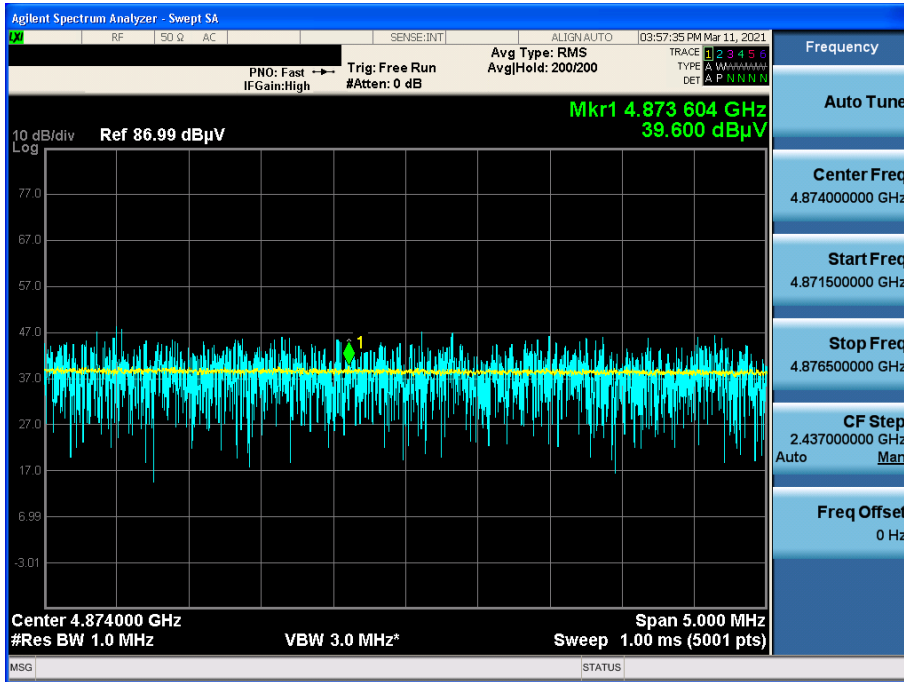 Agilent Spectrum Analyzer - Swept SA
LXI RF 50 Ω AC SENSE:INT ALIGNAUTO 03:57:35 PM Mar 11, 2021
PNO: Fast
IFGain:High
Trig: Free Run
#Atten: 0 dB
Avg Type: RMS
Avg|Hold: 200/200
TRACE 1 2 3 4 5 6
TYPE A WWWWW
DET A P N N N N
Mkr1 4.873 604 GHz
39.600 dBµV
10 dB/div Ref 86.99 dBµV
Log
77.0
67.0
57.0
47.0
37.0
27.0
17.0
6.99
-3.01
1
Center 4.874000 GHz Span 5.000 MHz
#Res BW 1.0 MHz VBW 3.0 MHz* Sweep 1.00 ms (5001 pts)
MSG STATUS
Frequency
Auto Tune
Center Freq
4.874000000 GHz
Start Freq
4.871500000 GHz
Stop Freq
4.876500000 GHz
CF Step
2.437000000 GHz
Auto Man
Freq Offset
0 Hz